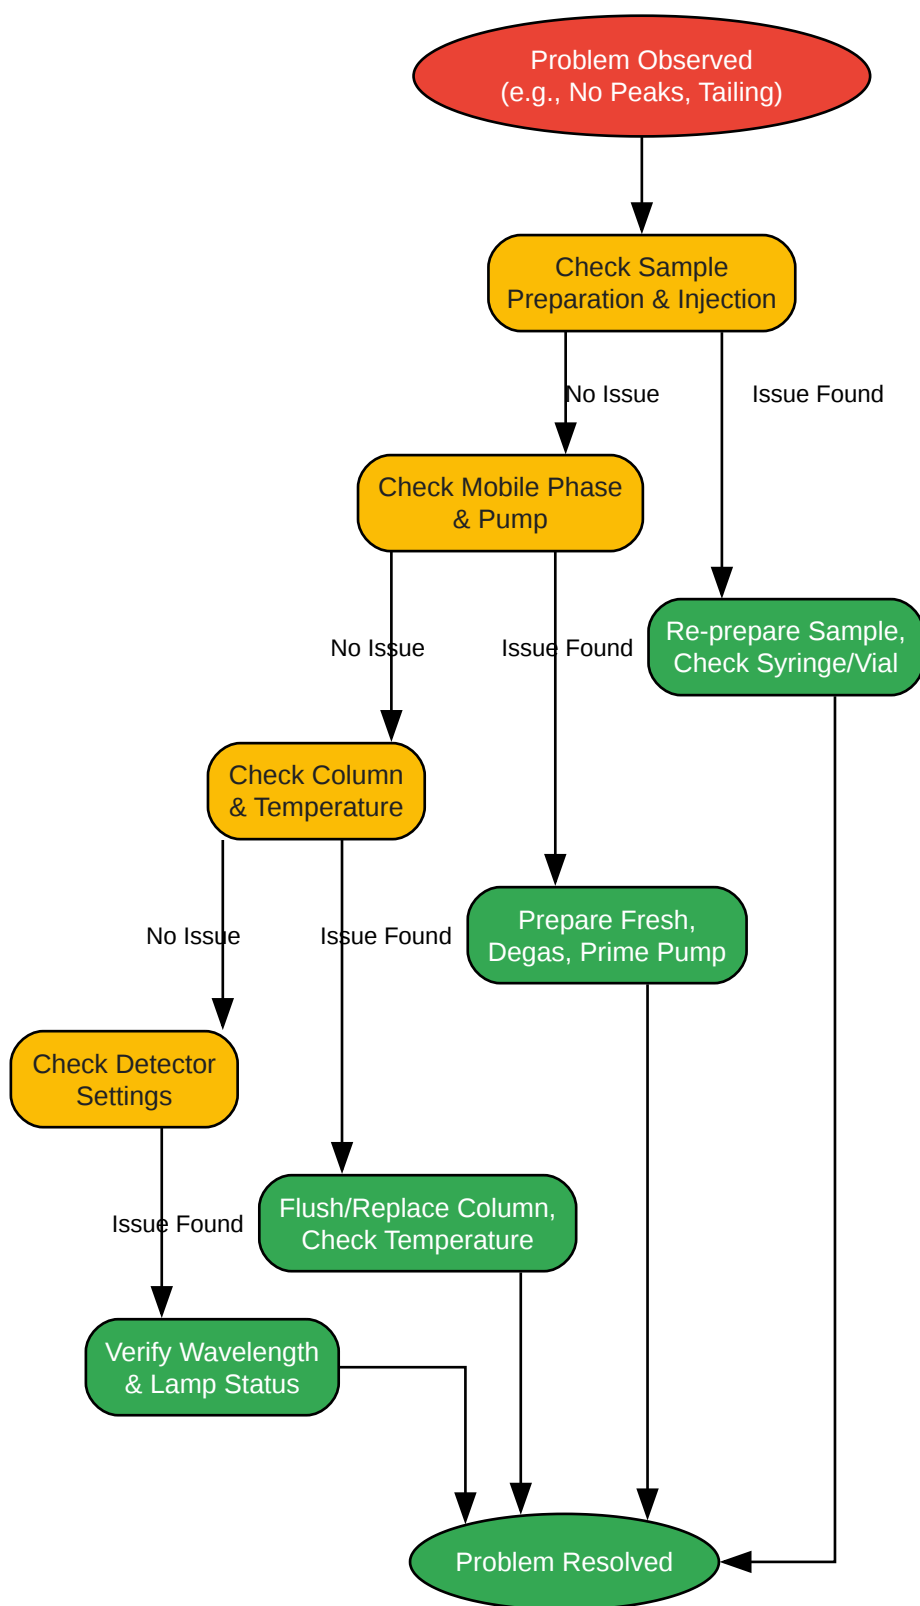 Problem Observed
(e.g., No Peaks, Tailing)
Check Sample
Preparation & Injection
No Issue
Issue Found
Check Mobile Phase
& Pump
Re-prepare Sample,
Check Syringe/Vial
No Issue
Issue Found
Check Column
& Temperature
Prepare Fresh,
Degas, Prime Pump
No Issue
Issue Found
Check Detector
Settings
Flush/Replace Column,
Check Temperature
Issue Found
Verify Wavelength
& Lamp Status
Problem Resolved